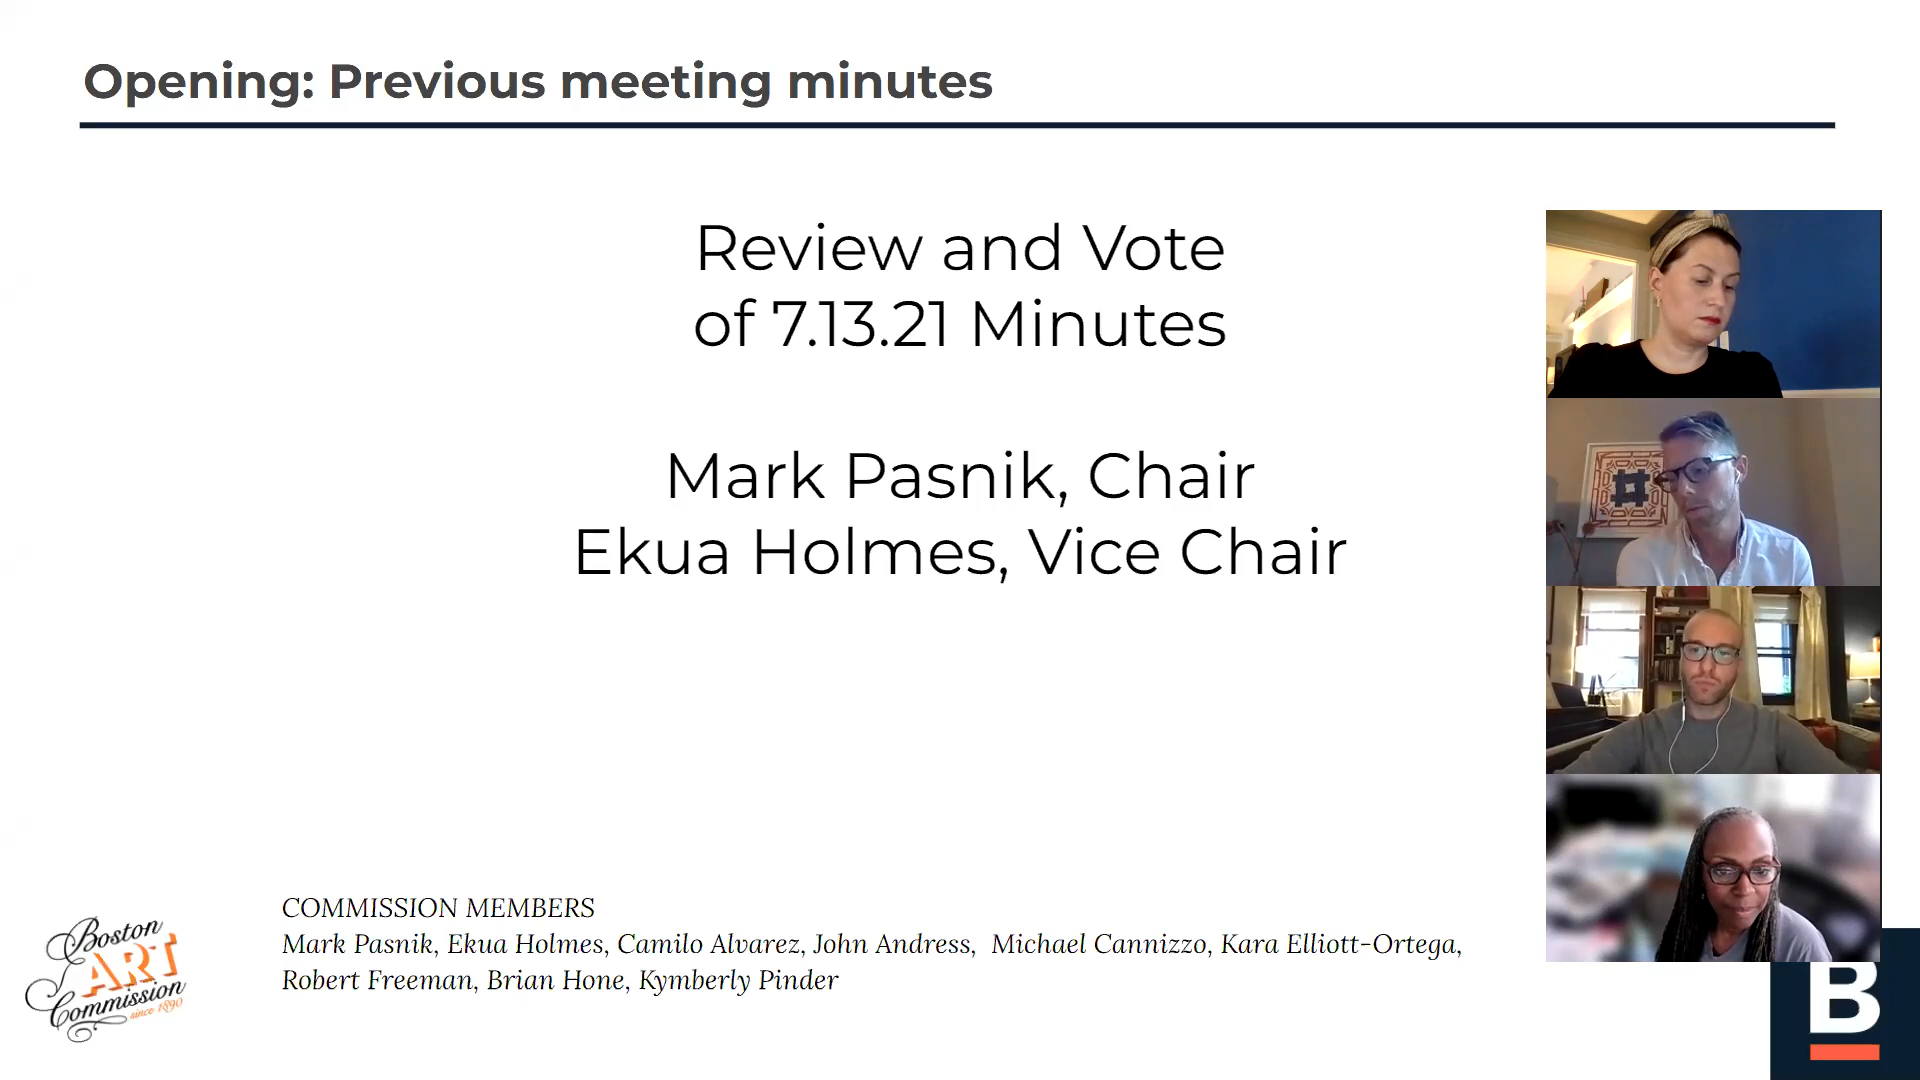 Opening: Previous meeting minutes
Review and Vote
of 7.13.21 Minutes
Mark Pasnik, Chair
Ekua Holmes, Vice Chair
COMMISSION MEMBERS
Mark Pasnik, Ekua Holmes, Camilo Alvarez, John Andress,  Michael Cannizzo, Kara Elliott-Ortega,
Robert Freeman, Brian Hone, Kymberly Pinder
Boston
ART
Commission
since 1890
B